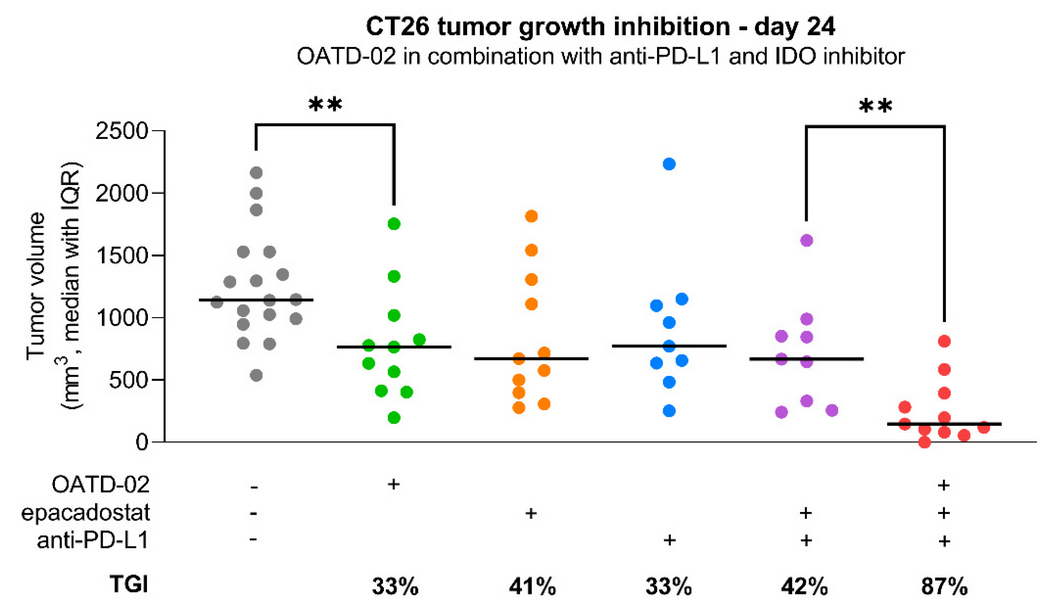 CT26 tumor growth inhibition - day 24
OATD-02 in combination with anti-PD-L1 and IDO inhibitor
** **
Tumor volume
(mm³, median with IQR)
2500
2000
1500
1000
500
0
OATD-02 - + +
epacadostat - + + +
anti-PD-L1 - + + +
TGI 33% 41% 33% 42% 87%